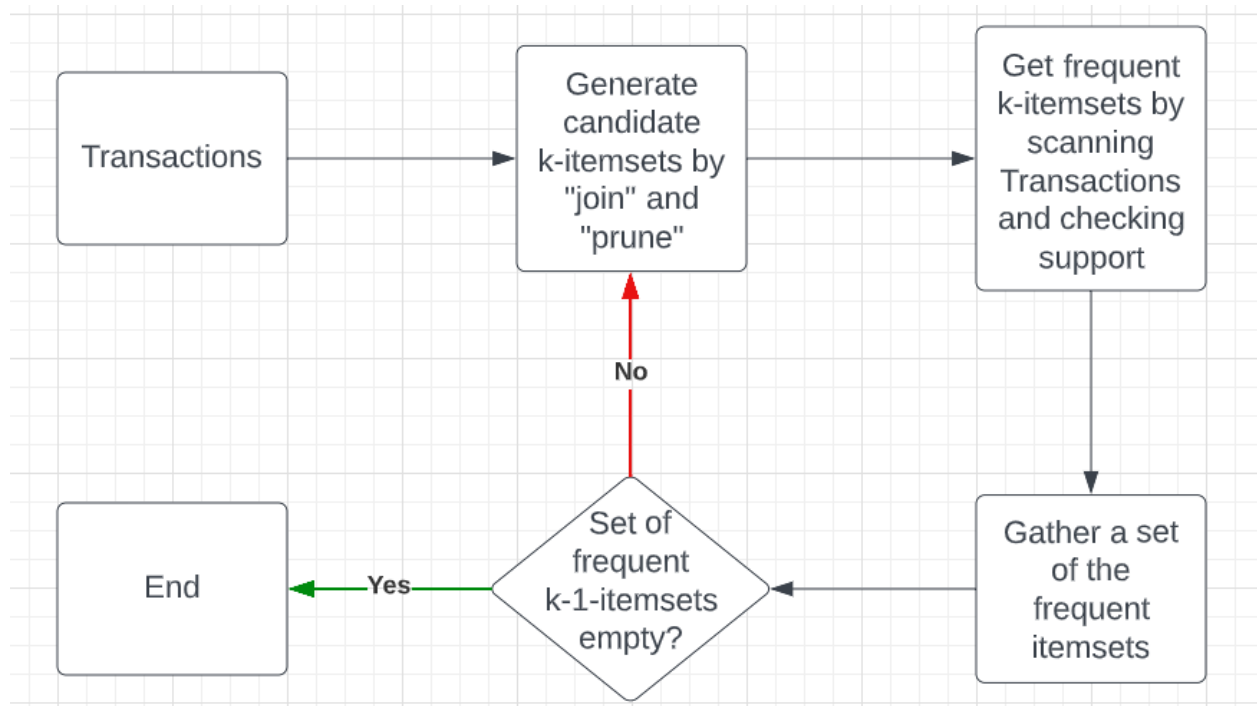 Transactions
Generate
candidate
k-itemsets by
"join" and
"prune"
Get frequent
k-itemsets by
scanning
Transactions
and checking
support
No
Set of
frequent
k-1-itemsets
empty?
Yes
End
Gather a set
of the
frequent
itemsets